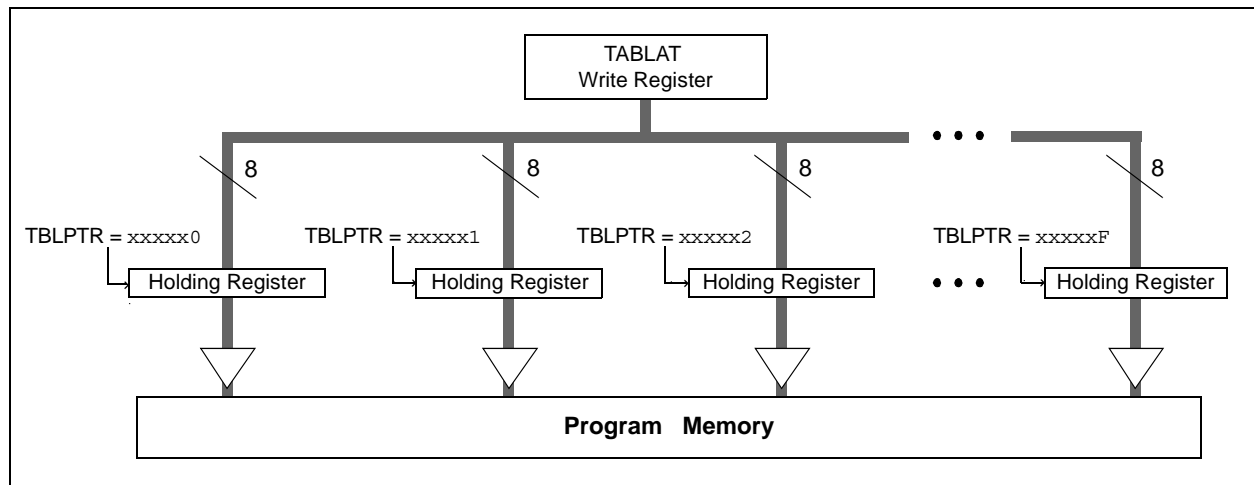 TABLAT
Write Register
8
8
8
8
TBLPTR = xxxxx0
TBLPTR = xxxxx1
TBLPTR = xxxxx2
TBLPTR = xxxxxF
Holding Register
Holding Register
Holding Register
Holding Register
Program Memory